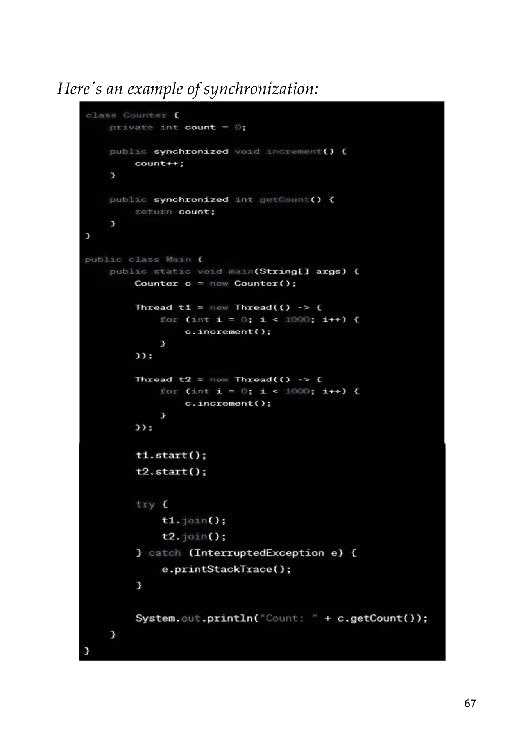 Here's an example of synchronization:
class Counter {
    private int count = 0;

    public synchronized void increment() {
        count++;
    }

    public synchronized int getCount() {
        return count;
    }
}

public class Main {
    public static void main(String[] args) {
        Counter c = new Counter();

        Thread t1 = new Thread(() -> {
            for (int i = 0; i < 1000; i++) {
                c.increment();
            }
        });

        Thread t2 = new Thread(() -> {
            for (int i = 0; i < 1000; i++) {
                c.increment();
            }
        });

        t1.start();
        t2.start();

        try {
            t1.join();
            t2.join();
        } catch (InterruptedException e) {
            e.printStackTrace();
        }

        System.out.println("Count: " + c.getCount());
    }
}
67